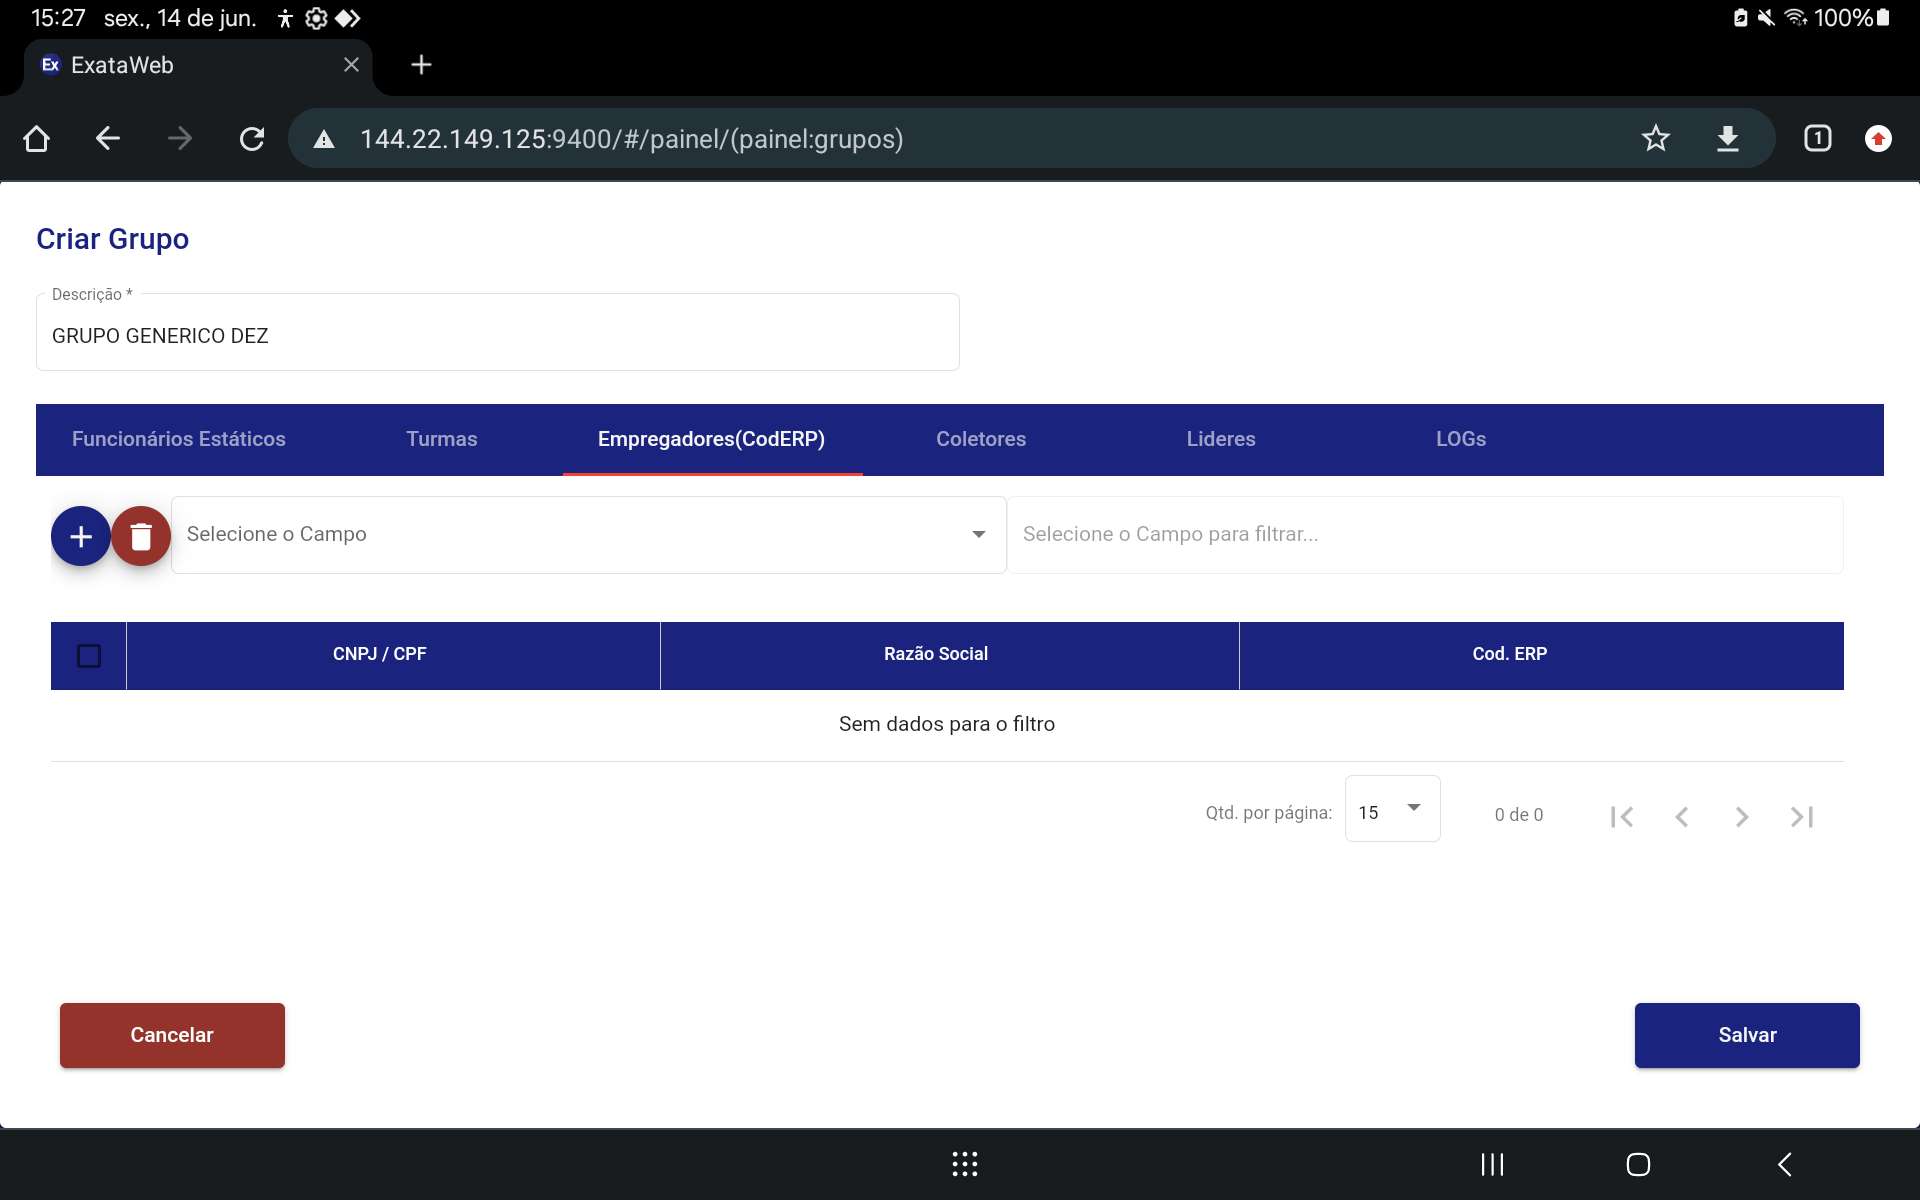 15:27 sex., 14 de jun. 100%
Ex ExataWeb
144.22.149.125:9400/#/painel/(painel:grupos) 1
Criar Grupo
Descrição *
GRUPO GENERICO DEZ
Funcionários Estáticos Turmas Empregadores(CodERP) Coletores Lideres LOGs
Selecione o Campo Selecione o Campo para filtrar...
CNPJ / CPF Razão Social Cod. ERP
Sem dados para o filtro
Qtd. por página: 15 0 de 0
Cancelar Salvar